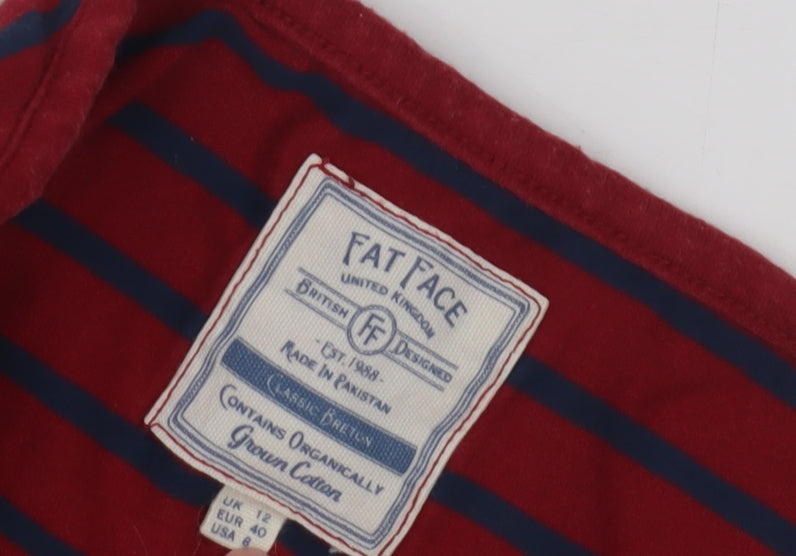 FAT FACE
UNITED KINGDOM
BRITISH FF DESIGNED
- EST. 1988 -
MADE IN PAKISTAN
CLASSIC BRETON
CONTAINS ORGANICALLY
Grown Cotton
UK 12
EUR 40
USA 8